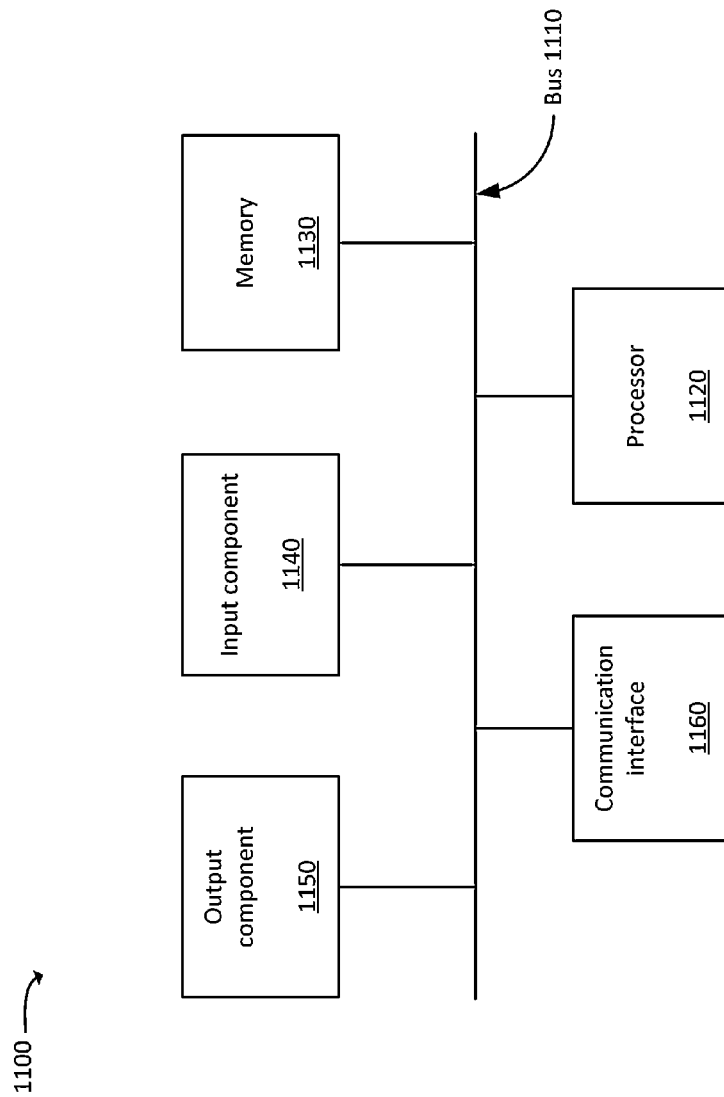 1100
Output
component
1150
Input component
1140
Memory
1130
Bus 1110
Communication
interface
1160
Processor
1120